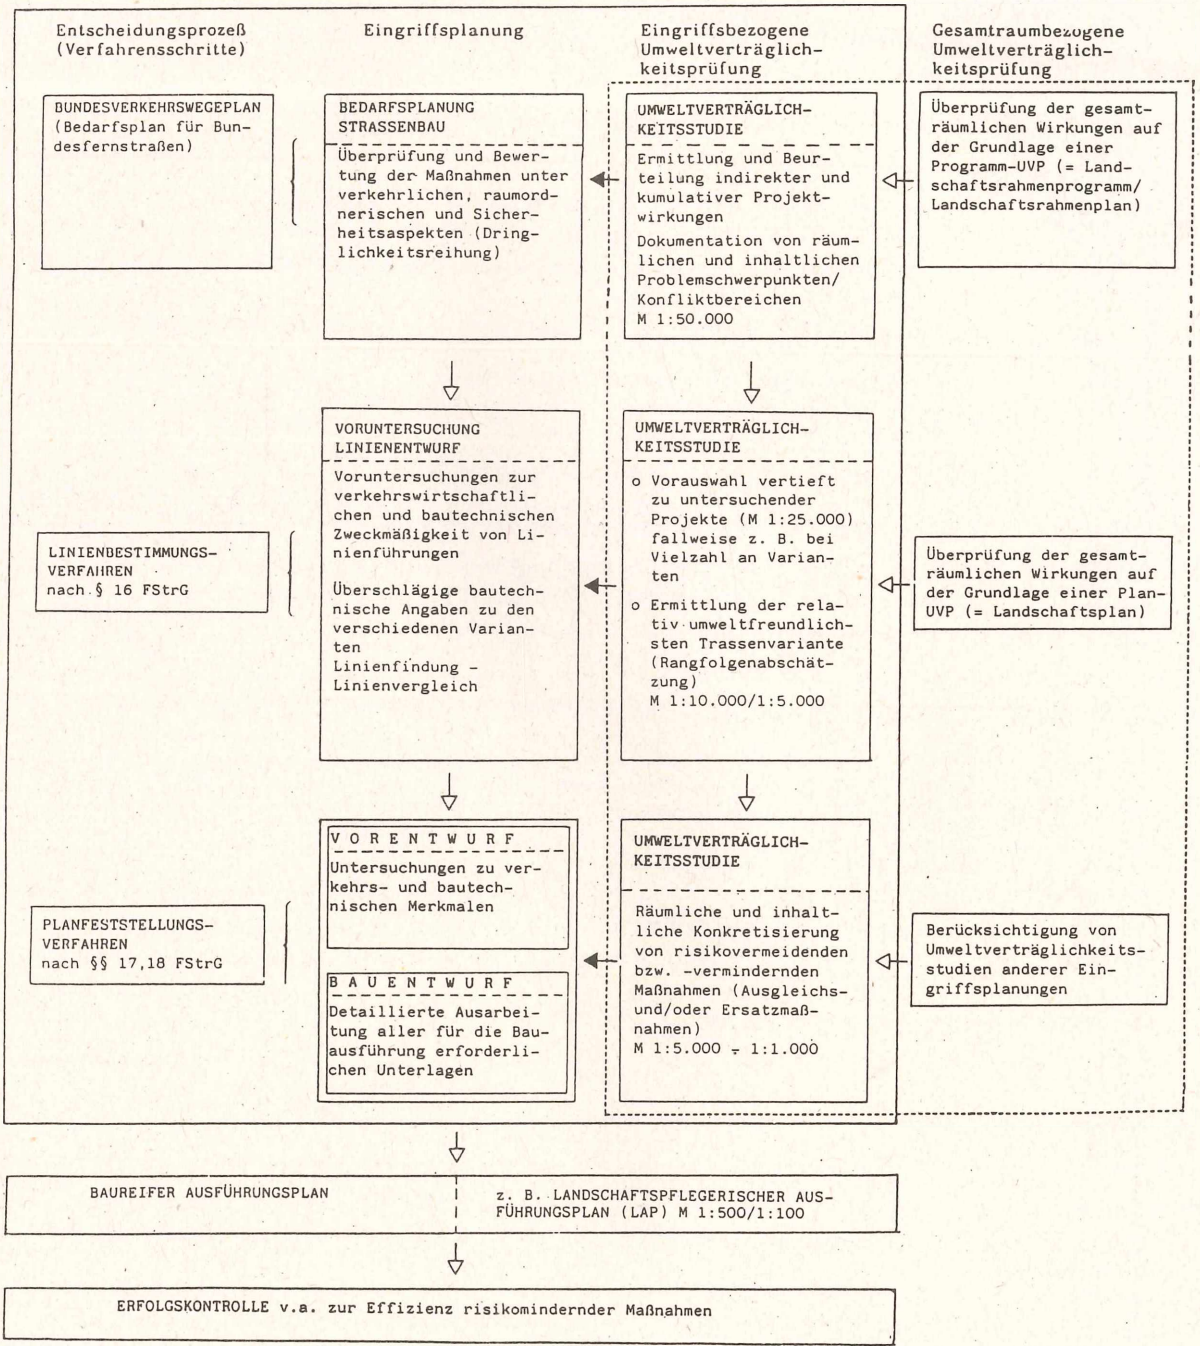 Entscheidungsprozeß
(Verfahrensschritte)
Eingriffsplanung
Eingriffsbezogene
Umweltverträglich-
keitsprüfung
Gesamtraumbezogene
Umweltverträglich-
keitsprüfung
BUNDESVERKEHRSWEGEPLAN
(Bedarfsplan für Bun-
desfernstraßen)
BEDARFSPLANUNG
STRASSENBAU
Überprüfung und Bewer-
tung der Maßnahmen unter
verkehrlichen, raumord-
nerischen und Sicher-
heitsaspekten (Dring-
lichkeitsreihung)
UMWELTVERTRÄGLICH-
KEITSSTUDIE
Ermittlung und Beur-
teilung indirekter und
kumulativer Projekt-
wirkungen
Dokumentation von räum-
lichen und inhaltlichen
Problemschwerpunkten/
Konfliktbereichen
M 1:50.000
Überprüfung der gesamt-
räumlichen Wirkungen auf
der Grundlage einer
Programm-UVP (= Land-
schaftsrahmenprogramm/
Landschaftsrahmenplan)
LINIENBESTIMMUNGS-
VERFAHREN
nach § 16 FStrG
VORUNTERSUCHUNG
LINIENENTWURF
Voruntersuchungen zur
verkehrswirtschaftli-
chen und bautechnischen
Zweckmäßigkeit von Li-
nienführungen
Überschlägige bautech-
nische Angaben zu den
verschiedenen Varian-
ten
Linienfindung -
Linienvergleich
UMWELTVERTRÄGLICH-
KEITSSTUDIE
o Vorauswahl vertieft
zu untersuchender
Projekte (M 1:25.000)
fallweise z. B. bei
Vielzahl an Varian-
ten
o Ermittlung der rela-
tiv umweltfreundlich-
sten Trassenvariante
(Rangfolgenabschät-
zung)
M 1:10.000/1:5.000
Überprüfung der gesamt-
räumlichen Wirkungen auf
der Grundlage einer Plan-
UVP (= Landschaftsplan)
PLANFESTSTELLUNGS-
VERFAHREN
nach §§ 17,18 FStrG
V O R E N T W U R F
Untersuchungen zu ver-
kehrs- und bautech-
nischen Merkmalen
B A U E N T W U R F
Detaillierte Ausarbei-
tung aller für die Bau-
ausführung erforderli-
chen Unterlagen
UMWELTVERTRÄGLICH-
KEITSSTUDIE
Räumliche und inhalt-
liche Konkretisierung
von risikovermeidenden
bzw. -vermindernden
Maßnahmen (Ausgleichs-
und/oder Ersatzmaß-
nahmen)
M 1:5.000 - 1:1.000
Berücksichtigung von
Umweltverträglichkeits-
studien anderer Ein-
griffsplanungen
BAUREIFER AUSFÜHRUNGSPLAN
z. B. LANDSCHAFTSPFLEGERISCHER AUS-
FÜHRUNGSPLAN (LAP) M 1:500/1:100
ERFOLGSKONTROLLE v.a. zur Effizienz risikomindernder Maßnahmen